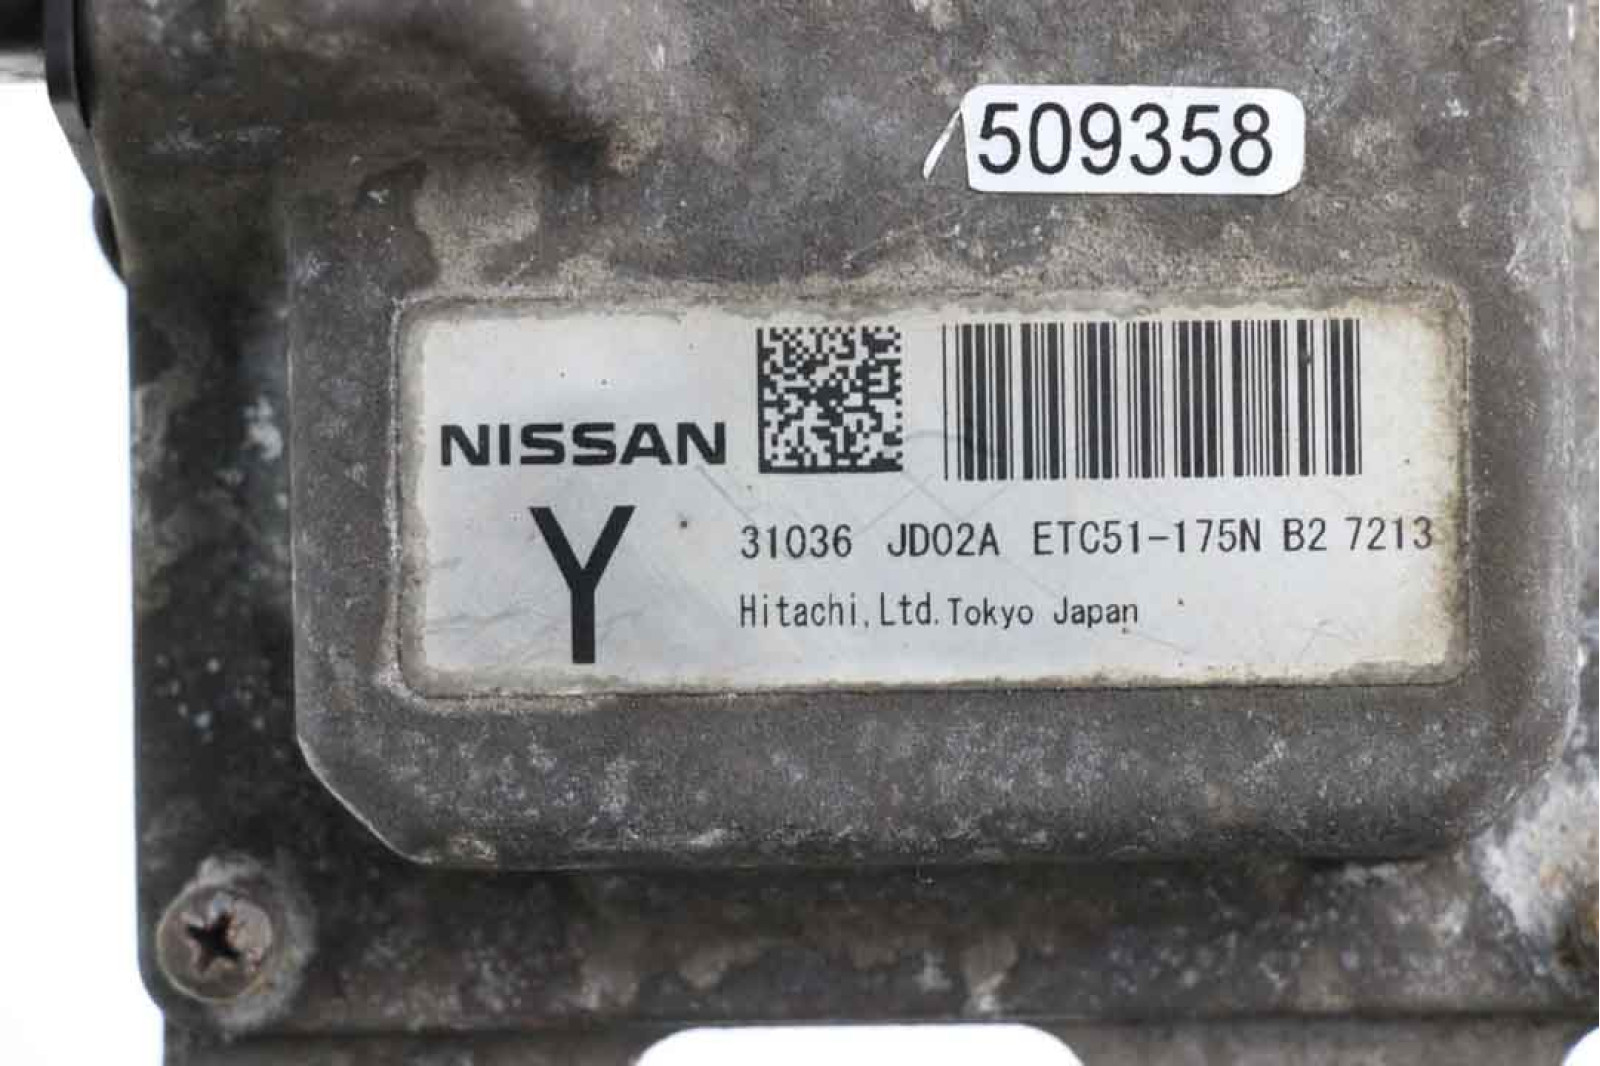 509358
NISSAN
Y
31036 JD02A ETC51-175N B2 7213
Hitachi,Ltd.Tokyo Japan